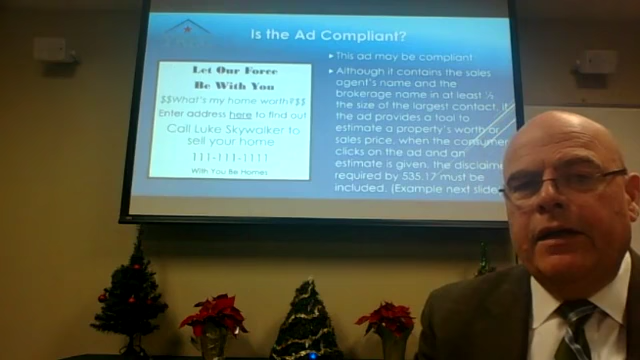 Is the Ad Compliant?
Let Our Force
Be With You
$$What's my home worth?$$
Enter address here to find out
Call Luke Skywalker to
sell your home
111-111-1111
With You Be Homes
This ad may be compliant
Although it contains the sales
agent's name and the
brokerage name in at least ½
the size of the largest contact, if
the ad provides a tool to
estimate a property's worth or
sales price, when the consumer
clicks on the ad and an
estimate is given, the disclaim
required by 535.17 must be
included. (Example next slide